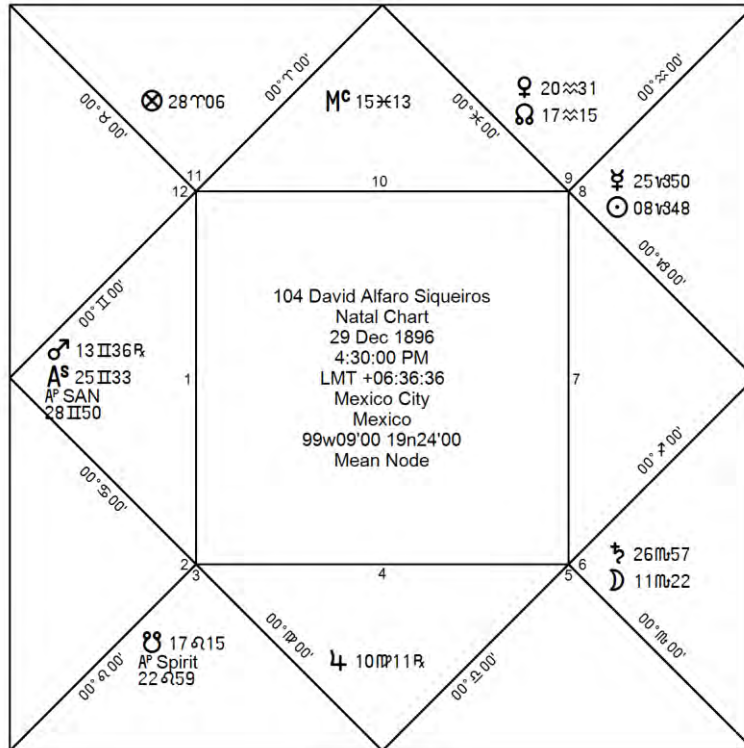 00°♉00'
⊗ 28♈06
00°♈00'
Mc 15♓13
00°♓00'
♀ 20♒31
☊ 17♒15
00°♒00'
11
12
10
9
8
☿ 25♑50
☉ 08♑48
00°♑00'
00°♊00'
♂ 13♊36℞
As 25♊33
AP SAN
28♊50
1
104 David Alfaro Siqueiros
Natal Chart
29 Dec 1896
4:30:00 PM
LMT +06:36:36
Mexico City
Mexico
99w09'00 19n24'00
Mean Node
7
00°♐00'
00°♋00'
2
3
4
6
5
♄ 26♏57
☽ 11♏22
00°♏00'
☋ 17♌15
AP Spirit
22♌59
00°♌00'
00°♍00'
♃ 10♍11℞
00°♎00'